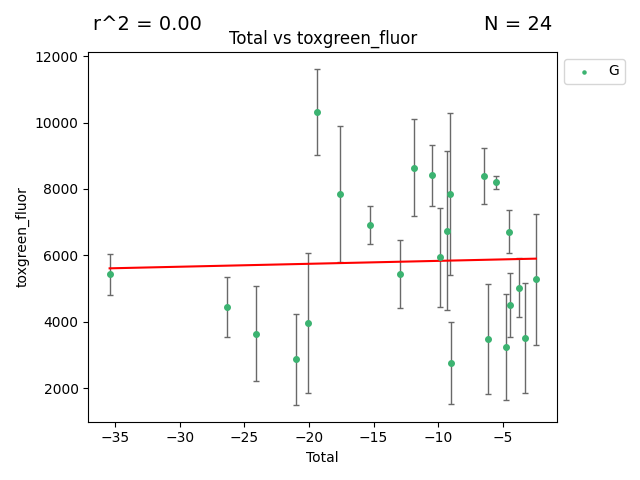 r^2 = 0.00
N = 24
Total vs toxgreen_fluor
G
12000
10000
8000
6000
4000
2000
toxgreen_fluor
−35
−30
−25
−20
−15
−10
−5
Total